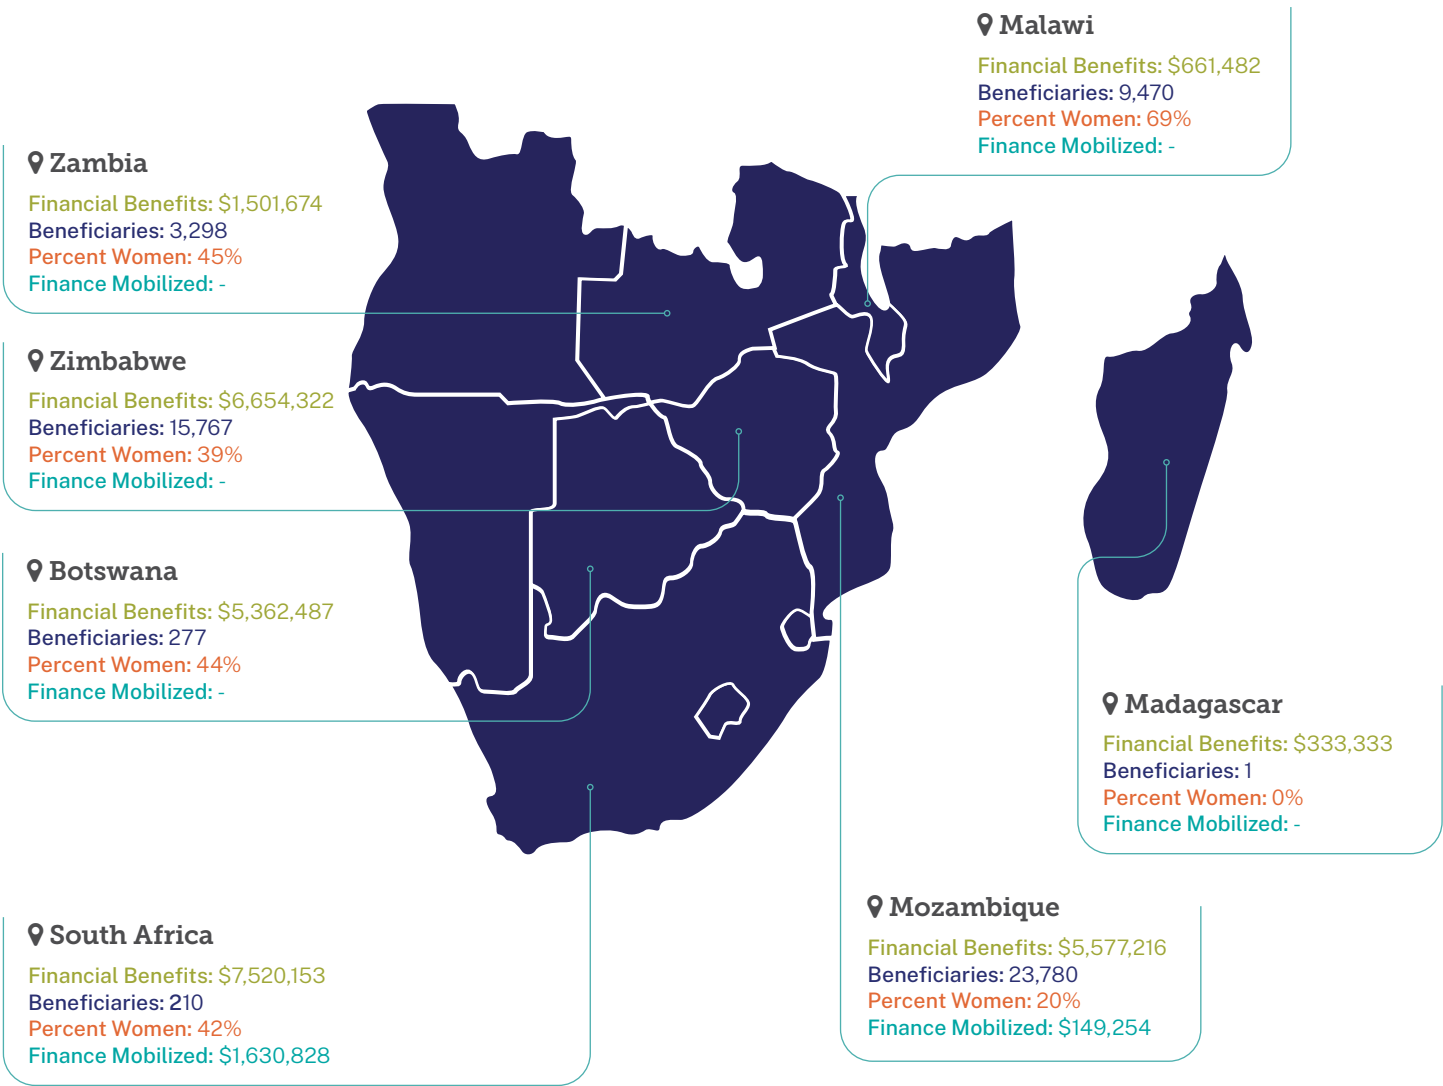 Malawi
Financial Benefits: $661,482
Beneficiaries: 9,470
Percent Women: 69%
Finance Mobilized: -
Zambia
Financial Benefits: $1,501,674
Beneficiaries: 3,298
Percent Women: 45%
Finance Mobilized: -
Zimbabwe
Financial Benefits: $6,654,322
Beneficiaries: 15,767
Percent Women: 39%
Finance Mobilized: -
Botswana
Financial Benefits: $5,362,487
Beneficiaries: 277
Percent Women: 44%
Finance Mobilized: -
Madagascar
Financial Benefits: $333,333
Beneficiaries: 1
Percent Women: 0%
Finance Mobilized: -
South Africa
Financial Benefits: $7,520,153
Beneficiaries: 210
Percent Women: 42%
Finance Mobilized: $1,630,828
Mozambique
Financial Benefits: $5,577,216
Beneficiaries: 23,780
Percent Women: 20%
Finance Mobilized: $149,254